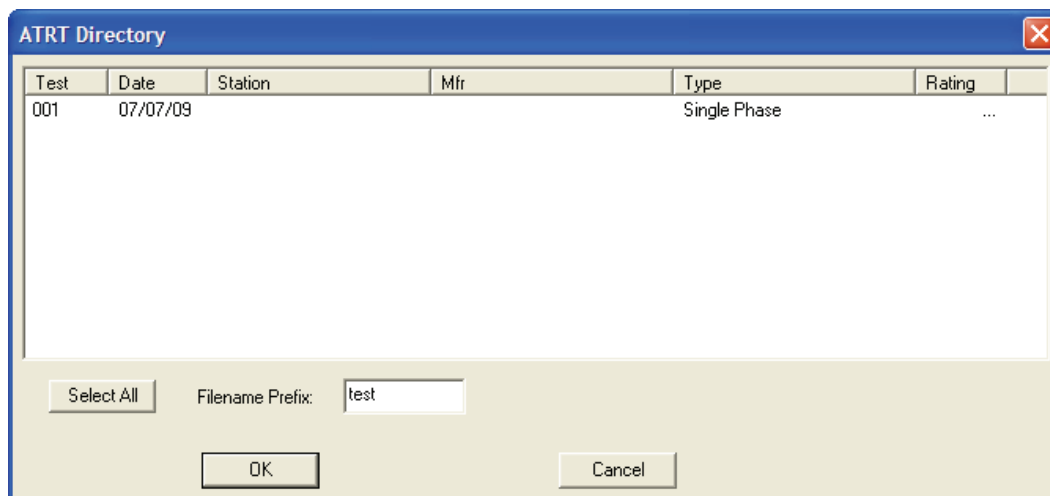 ATRT Directory
Test Date Station Mfr Type Rating
001 07/07/09 Single Phase ...
Select All Filename Prefix: test
OK Cancel